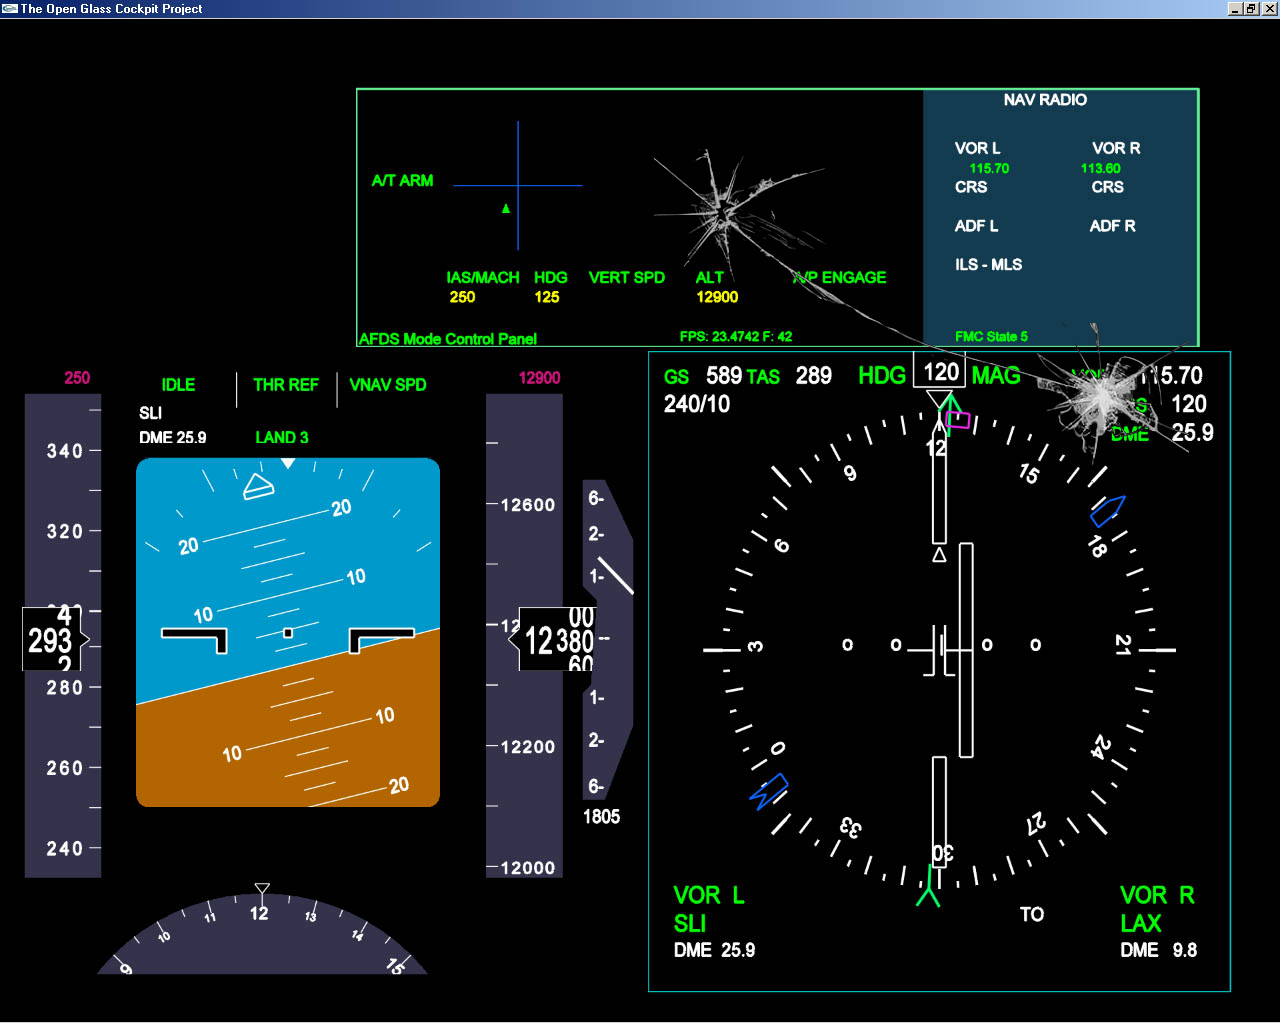 The Open Glass Cockpit Project
NAV RADIO
VOR L VOR R
115.70 113.60
A/T ARM
CRS CRS
ADF L ADF R
ILS - MLS
IAS/MACH HDG VERT SPD ALT A/P ENGAGE
250 125 12900
AFDS Mode Control Panel FPS: 23.4742 F: 42 FMC State 5
250 IDLE THR REF VNAV SPD 12900
SLI
DME 25.9 LAND 3
340
320
293
280
260
240
20 20
10 10
10 10
20
12600
12 380
12200
12000
6-
2-
1-
--
1-
2-
6-
1805
9 10 11 12 13 14 15
GS 589 TAS 289 HDG 120 MAG 115.70
240/10 120
DME 25.9
12 15 18 21 24 27 30 33 0 3 6 9
VOR L VOR R
SLI TO LAX
DME 25.9 DME 9.8